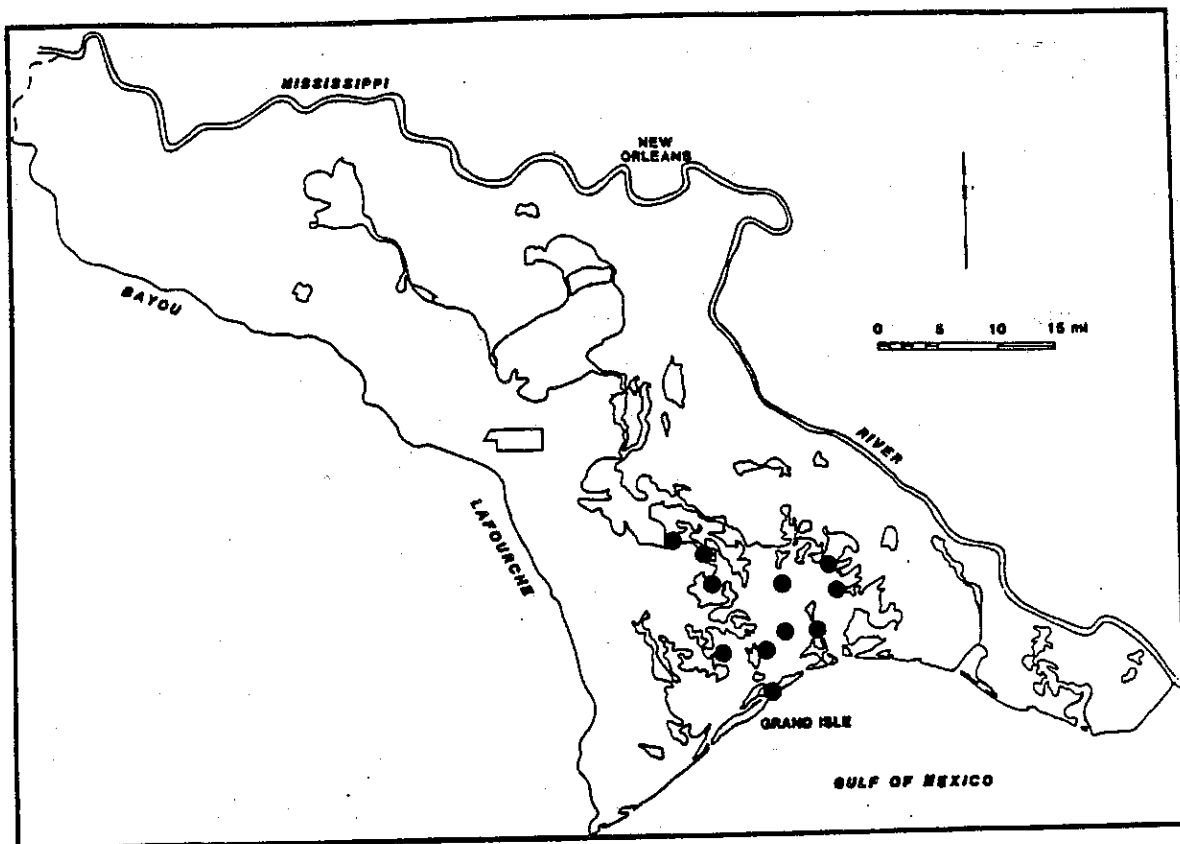 MISSISSIPPI
NEW
ORLEANS
BAYOU
0 5 10 15 mi
RIVER
LAFOURCHE
GRAND ISLE
GULF OF MEXICO